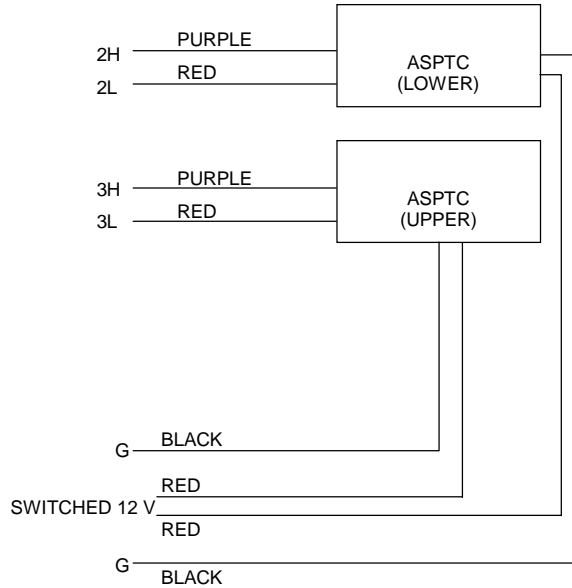 2H PURPLE
2L RED
ASPTC
(LOWER)
3H PURPLE
3L RED
ASPTC
(UPPER)
G BLACK
RED
SWITCHED 12 V
RED
G
BLACK